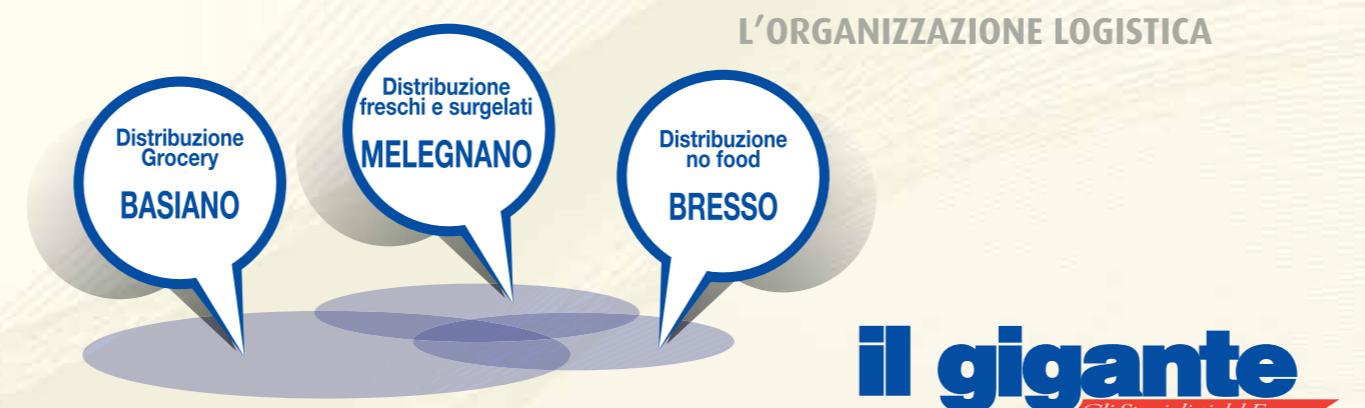 L'ORGANIZZAZIONE LOGISTICA
Distribuzione
Grocery
BASIANO
Distribuzione
freschi e surgelati
MELEGNANO
Distribuzione
no food
BRESSO
il gigante